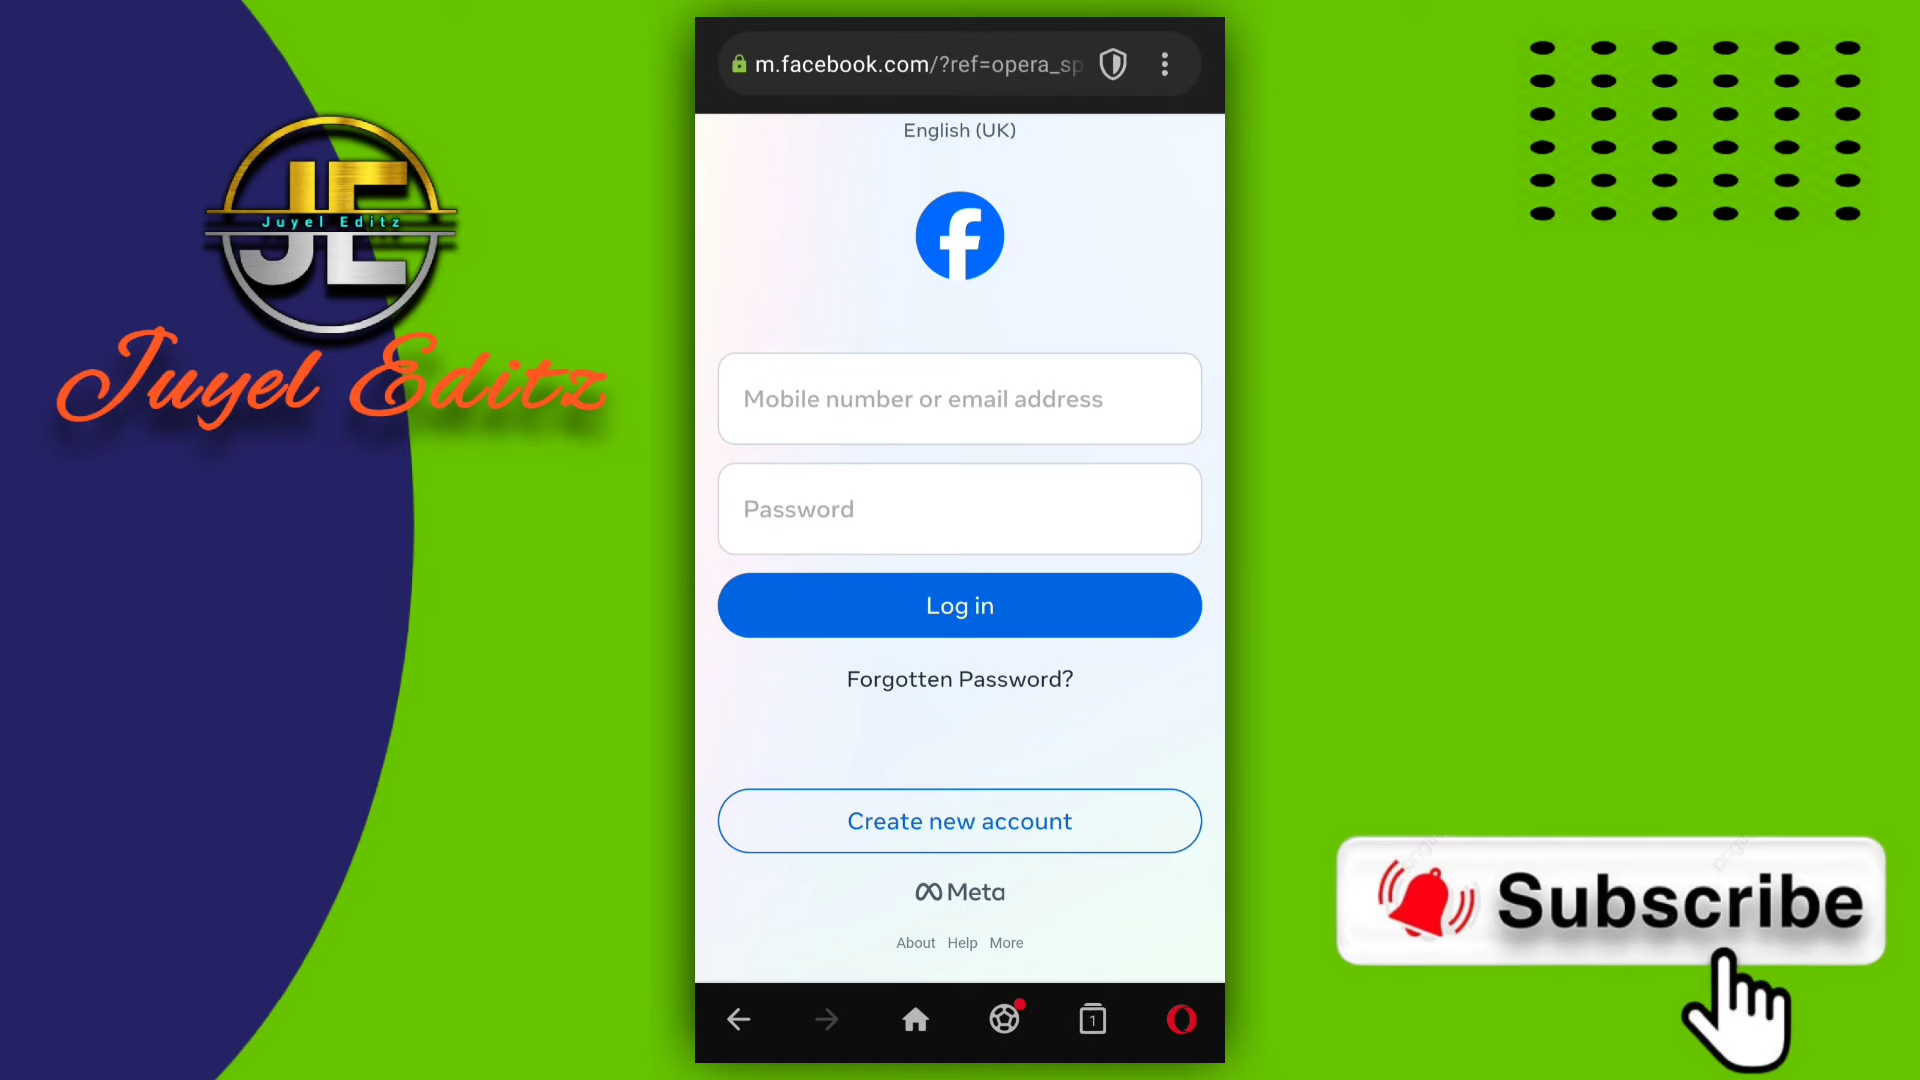 m.facebook.com/?ref=opera_sp
English (UK)
JE
Juyel Editz
Juyel Editz
Mobile number or email address
Password
Log in
Forgotten Password?
Create new account
Meta
About Help More
Subscribe
1